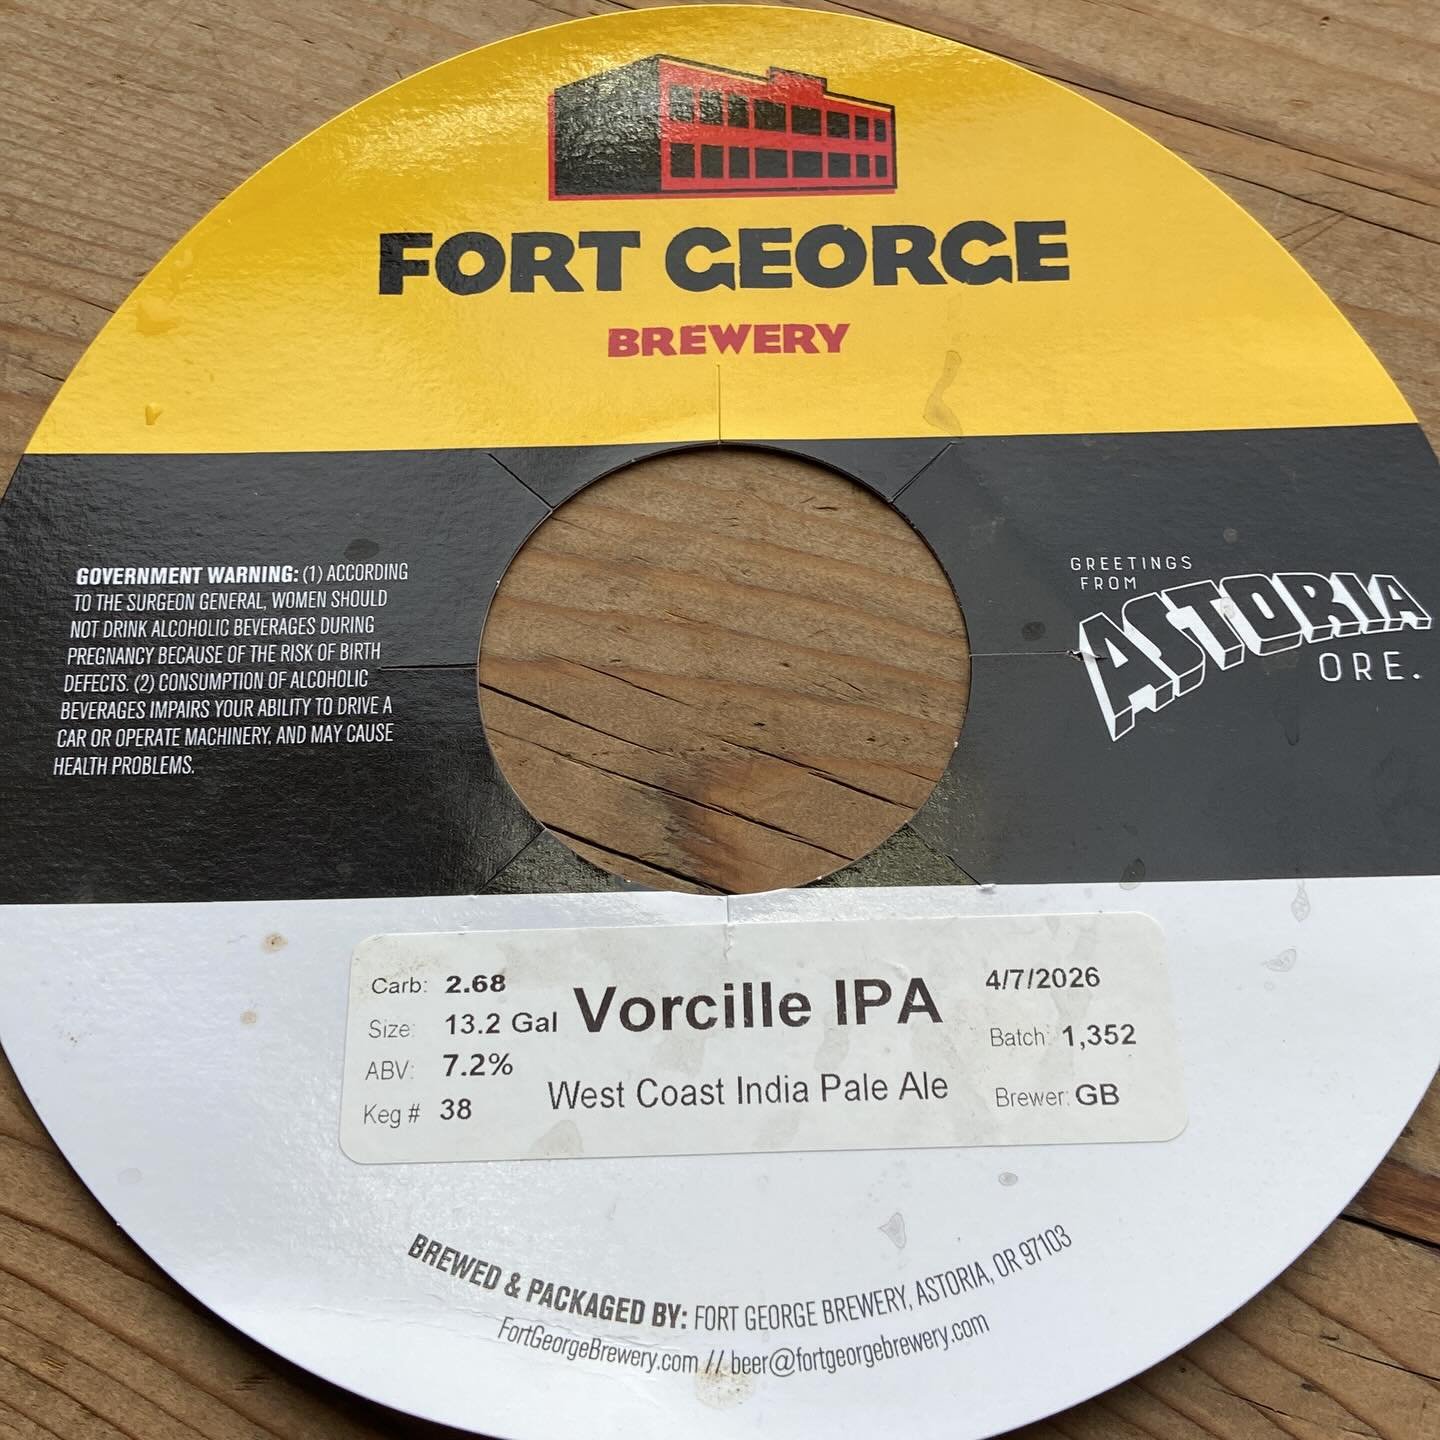 FORT GEORGE
BREWERY
GOVERNMENT WARNING: (1) ACCORDING
TO THE SURGEON GENERAL, WOMEN SHOULD
NOT DRINK ALCOHOLIC BEVERAGES DURING
PREGNANCY BECAUSE OF THE RISK OF BIRTH
DEFECTS. (2) CONSUMPTION OF ALCOHOLIC
BEVERAGES IMPAIRS YOUR ABILITY TO DRIVE A
CAR OR OPERATE MACHINERY, AND MAY CAUSE
HEALTH PROBLEMS.
GREETINGS
FROM
ASTORIA
ORE.
Carb: 2.68
Size: 13.2 Gal
ABV: 7.2%
Keg # 38
Vorcille IPA
West Coast India Pale Ale
4/7/2026
Batch: 1,352
Brewer: GB
BREWED & PACKAGED BY: FORT GEORGE BREWERY, ASTORIA, OR 97103
FortGeorgeBrewery.com // beer@fortgeorgebrewery.com